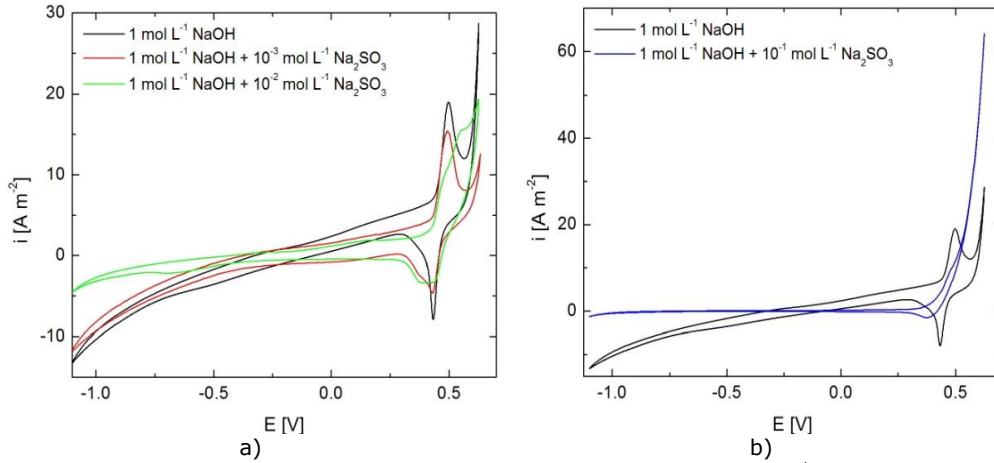 1 mol L⁻¹ NaOH
1 mol L⁻¹ NaOH + 10⁻³ mol L⁻¹ Na₂SO₃
1 mol L⁻¹ NaOH + 10⁻² mol L⁻¹ Na₂SO₃
30
20
10
0
-10
i [A m⁻²]
-1.0 -0.5 0.0 0.5
E [V]
a)
1 mol L⁻¹ NaOH
1 mol L⁻¹ NaOH + 10⁻¹ mol L⁻¹ Na₂SO₃
60
40
20
0
i [A m⁻²]
-1.0 -0.5 0.0 0.5
E [V]
b)